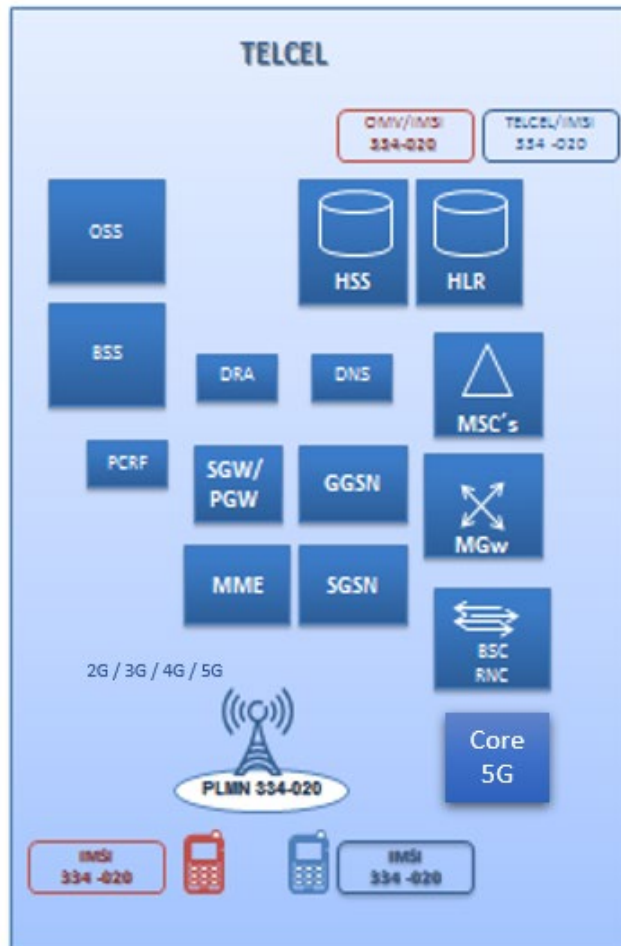 TELCEL
OMV/IMSI
334-020
TELCEL/IMSI
334 -020
OSS
HSS
HLR
BSS
DRA
DNS
MSC´s
PCRF
SGW/
PGW
GGSN
MGw
MME
SGSN
BSC
RNC
2G / 3G / 4G / 5G
Core
5G
PLMN 334-020
IMSI
334 -020
IMSI
334 -020